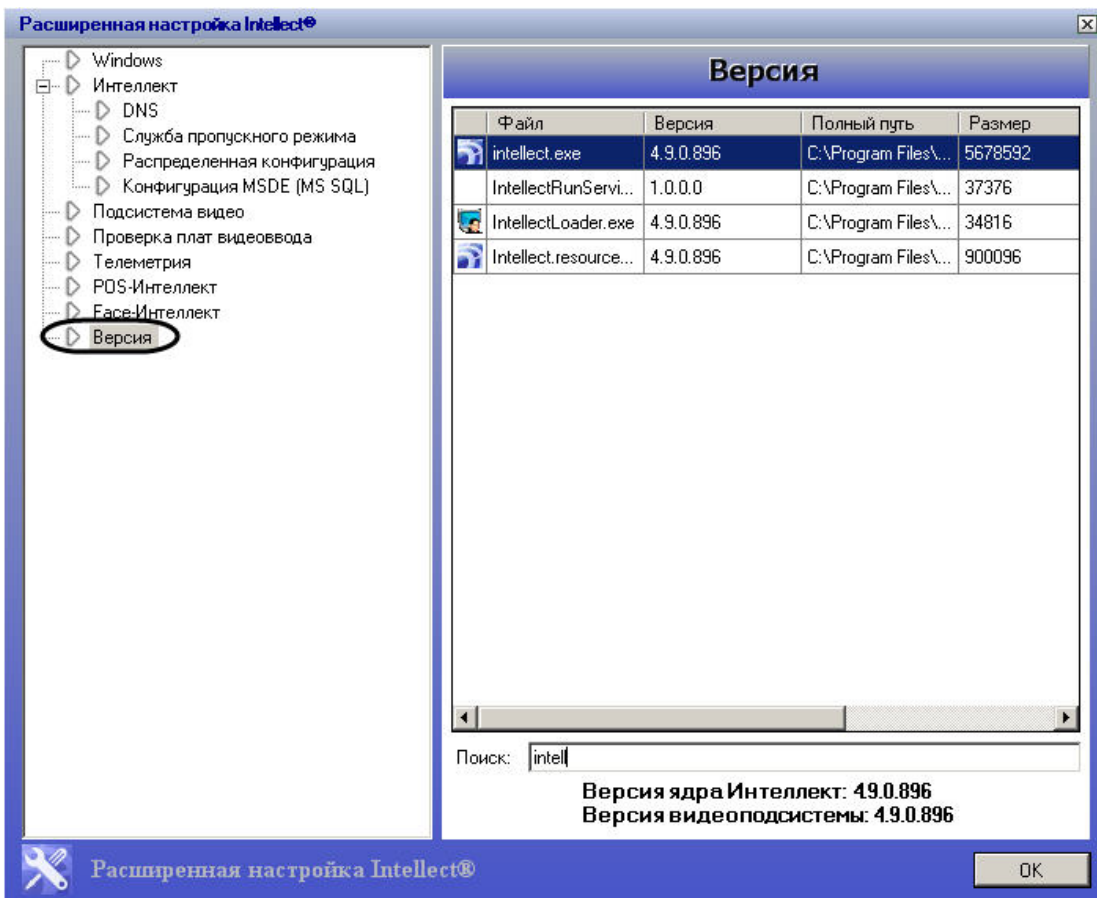 Расширенная настройка Intellect®
Windows
Интеллект
DNS
Служба пропускного режима
Распределенная конфигурация
Конфигурация MSDE (MS SQL)
Подсистема видео
Проверка плат видеоввода
Телеметрия
POS-Интеллект
Face-Интеллект
Версия
Версия
Файл Версия Полный путь Размер
intellect.exe 4.9.0.896 C:\Program Files\... 5678592
IntellectRunServi... 1.0.0.0 C:\Program Files\... 37376
IntellectLoader.exe 4.9.0.896 C:\Program Files\... 34816
Intellect.resource... 4.9.0.896 C:\Program Files\... 900096
Поиск: intell
Версия ядра Интеллект: 4.9.0.896
Версия видеоподсистемы: 4.9.0.896
Расширенная настройка Intellect®
OK